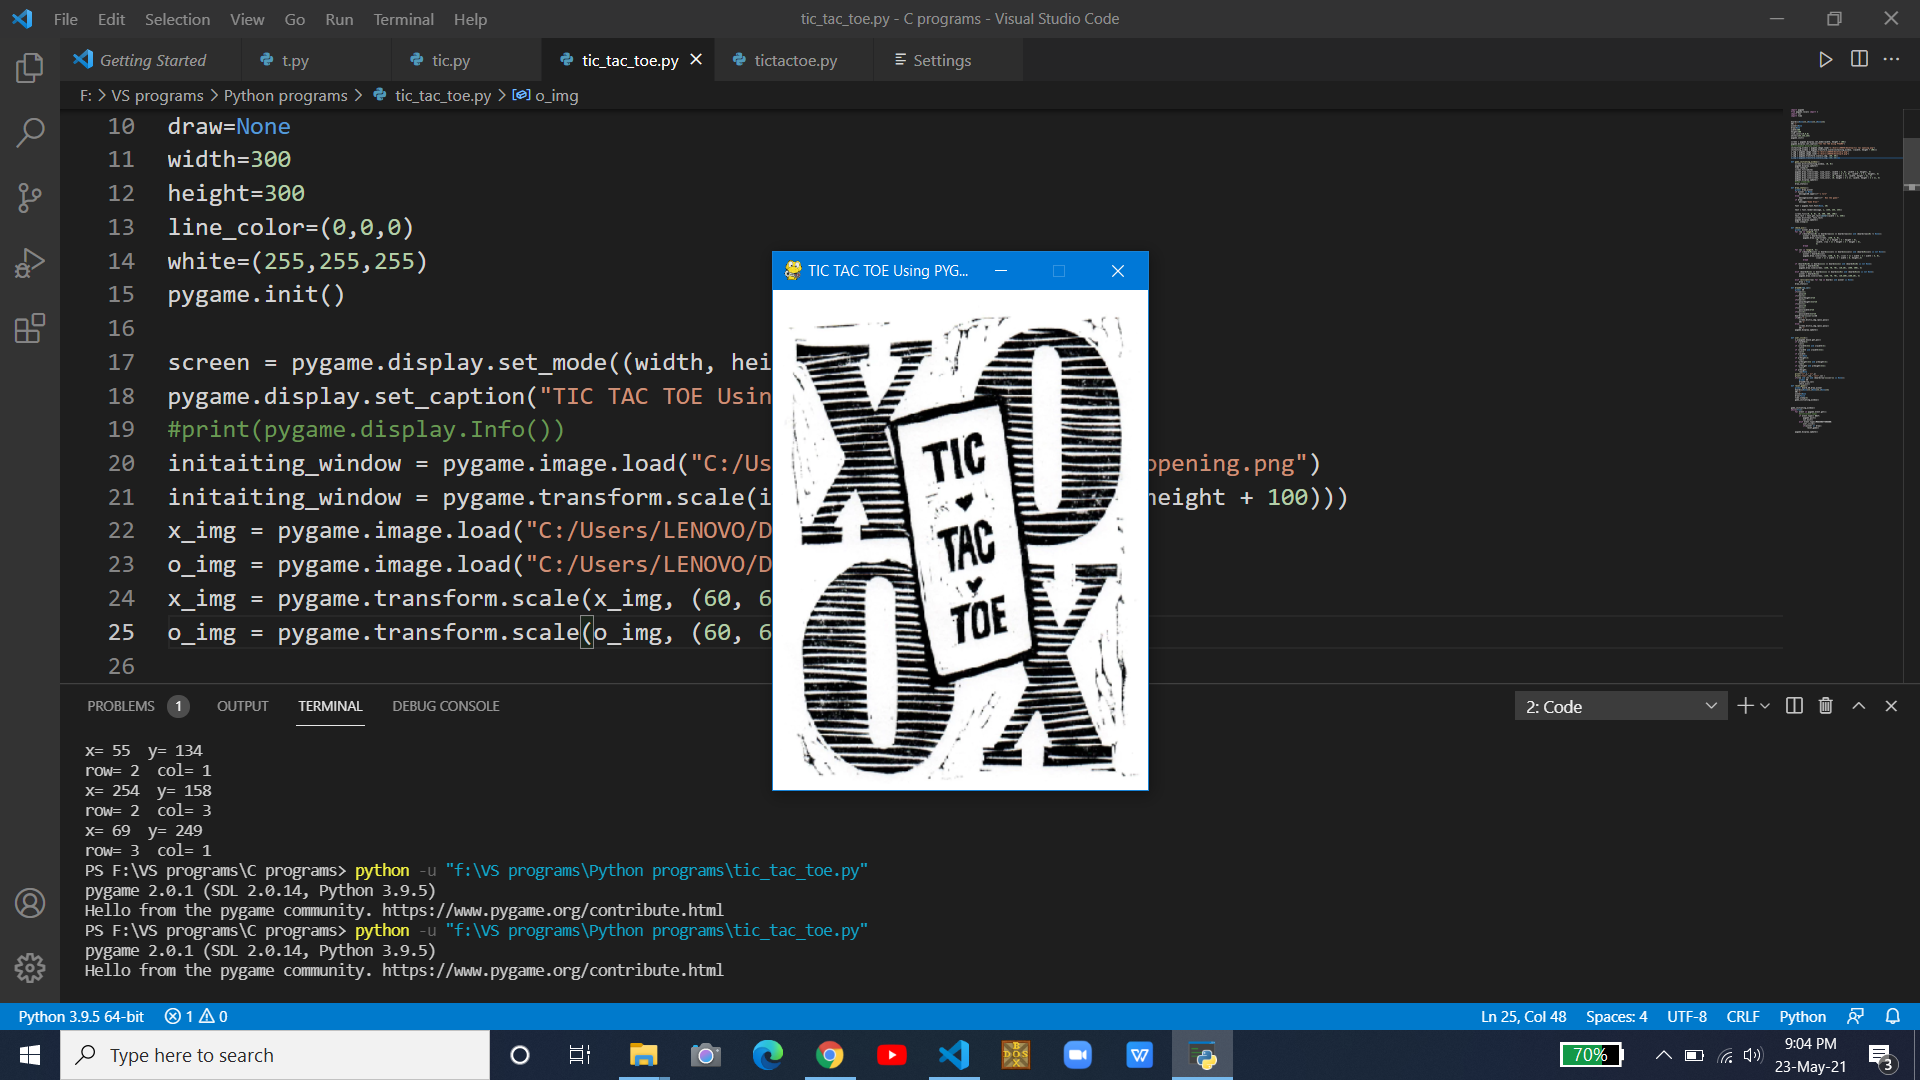 File Edit Selection View Go Run Terminal Help
tic_tac_toe.py - C programs - Visual Studio Code
Getting Started
t.py
tic.py
tic_tac_toe.py
tictactoe.py
Settings
F: > VS programs > Python programs > tic_tac_toe.py > o_img
10 draw=None
11 width=300
12 height=300
13 line_color=(0,0,0)
14 white=(255,255,255)
15 pygame.init()
16
17 screen = pygame.display.set_mode((width, hei
18 pygame.display.set_caption("TIC TAC TOE Usin
19 #print(pygame.display.Info())
20 initaiting_window = pygame.image.load("C:/Us opening.png")
21 initaiting_window = pygame.transform.scale(i height + 100)))
22 x_img = pygame.image.load("C:/Users/LENOVO/D
23 o_img = pygame.image.load("C:/Users/LENOVO/D
24 x_img = pygame.transform.scale(x_img, (60, 6
25 o_img = pygame.transform.scale(o_img, (60, 6
26
TIC TAC TOE Using PYG...
TIC
TAC
TOE
X
O
O
X
PROBLEMS 1 OUTPUT TERMINAL DEBUG CONSOLE
2: Code
x= 55 y= 134
row= 2 col= 1
x= 254 y= 158
row= 2 col= 3
x= 69 y= 249
row= 3 col= 1
PS F:\VS programs\C programs> python -u "f:\VS programs\Python programs\tic_tac_toe.py"
pygame 2.0.1 (SDL 2.0.14, Python 3.9.5)
Hello from the pygame community. https://www.pygame.org/contribute.html
PS F:\VS programs\C programs> python -u "f:\VS programs\Python programs\tic_tac_toe.py"
pygame 2.0.1 (SDL 2.0.14, Python 3.9.5)
Hello from the pygame community. https://www.pygame.org/contribute.html
Python 3.9.5 64-bit 1 0
Ln 25, Col 48 Spaces: 4 UTF-8 CRLF Python
Type here to search
DOS
70%
9:04 PM
23-May-21
3